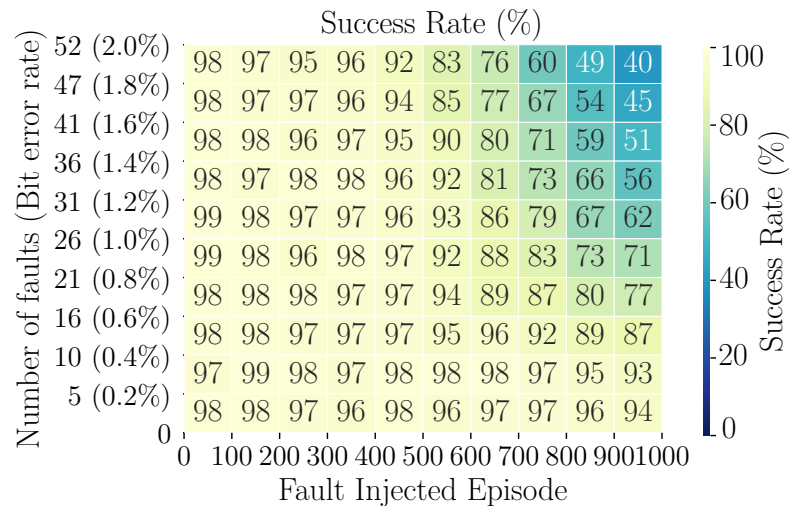 Success Rate (%)
Number of faults (Bit error rate)
52 (2.0%)
98 97 95 96 92 83 76 60 49 40
47 (1.8%)
98 97 97 96 94 85 77 67 54 45
41 (1.6%)
98 98 96 97 95 90 80 71 59 51
36 (1.4%)
98 97 98 98 96 92 81 73 66 56
31 (1.2%)
99 98 97 97 96 93 86 79 67 62
26 (1.0%)
99 98 96 98 97 92 88 83 73 71
21 (0.8%)
98 98 98 97 97 94 89 87 80 77
16 (0.6%)
98 98 97 97 97 95 96 92 89 87
10 (0.4%)
97 99 98 97 98 98 98 97 95 93
5 (0.2%)
98 98 97 96 98 96 97 97 96 94
0
0 100 200 300 400 500 600 700 800 900 1000
Fault Injected Episode
100
80
60
40
20
0
Success Rate (%)